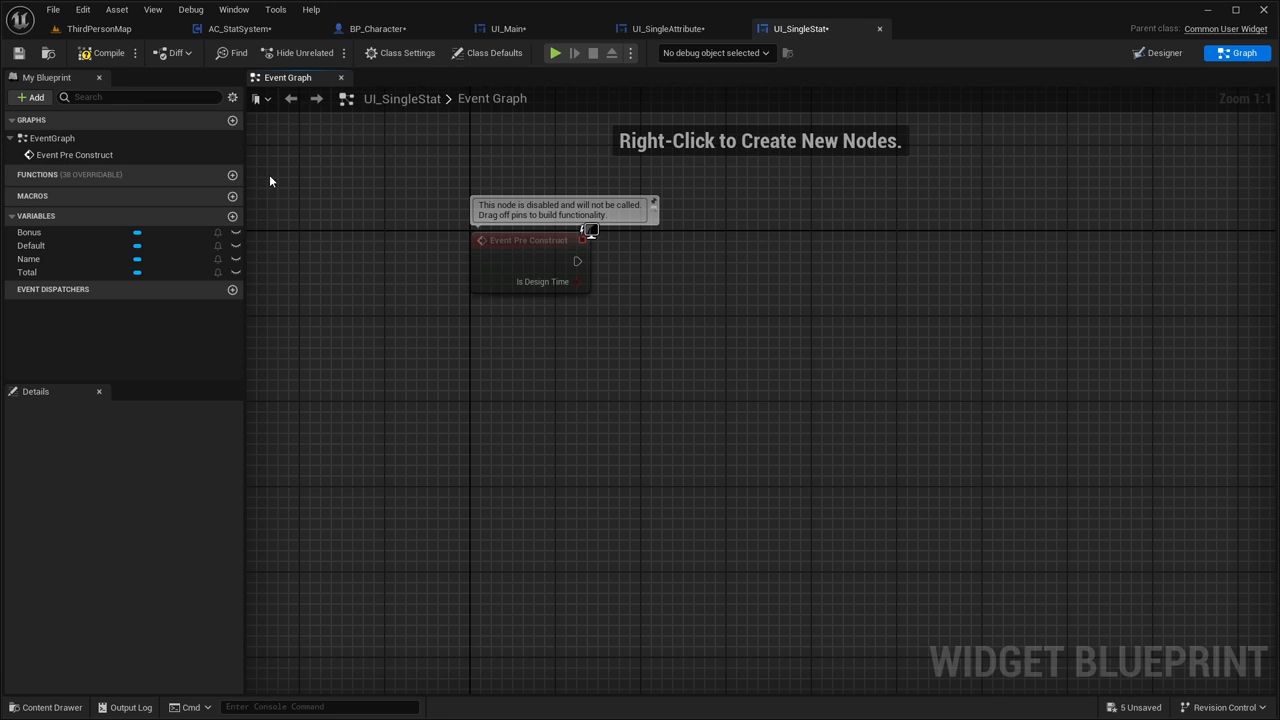 File Edit Asset View Debug Window Tools Help
ThirdPersonMap AC_StatSystem* BP_Character* UI_Main* UI_SingleAttribute* UI_SingleStat* Parent class: Common User Widget
Compile Diff Find Hide Unrelated Class Settings Class Defaults No debug object selected Designer Graph
My Blueprint Event Graph
Add Search UI_SingleStat > Event Graph Zoom 1:1
GRAPHS
EventGraph
Event Pre Construct
FUNCTIONS (38 OVERRIDABLE)
MACROS
VARIABLES
Bonus
Default
Name
Total
EVENT DISPATCHERS
Details
Right-Click to Create New Nodes.
This node is disabled and will not be called.
Drag off pins to build functionality.
Event Pre Construct
Is Design Time
WIDGET BLUEPRINT
Content Drawer Output Log Cmd Enter Console Command 5 Unsaved Revision Control